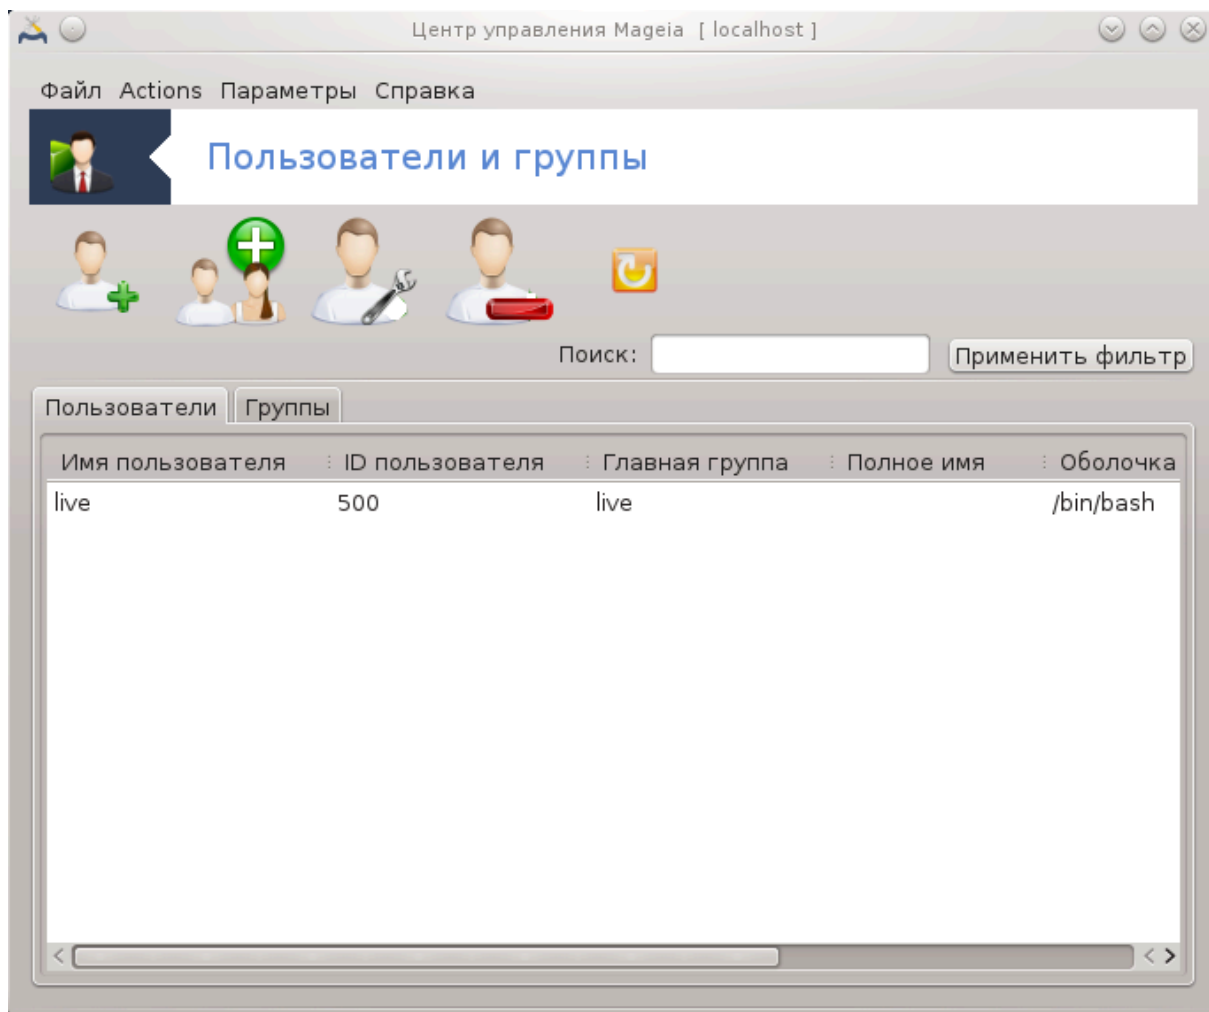 Центр управления Mageia [ localhost ]
Файл Actions Параметры Справка
Пользователи и группы
Поиск: Применить фильтр
Пользователи Группы
Имя пользователя ID пользователя Главная группа Полное имя Оболочка
live 500 live /bin/bash